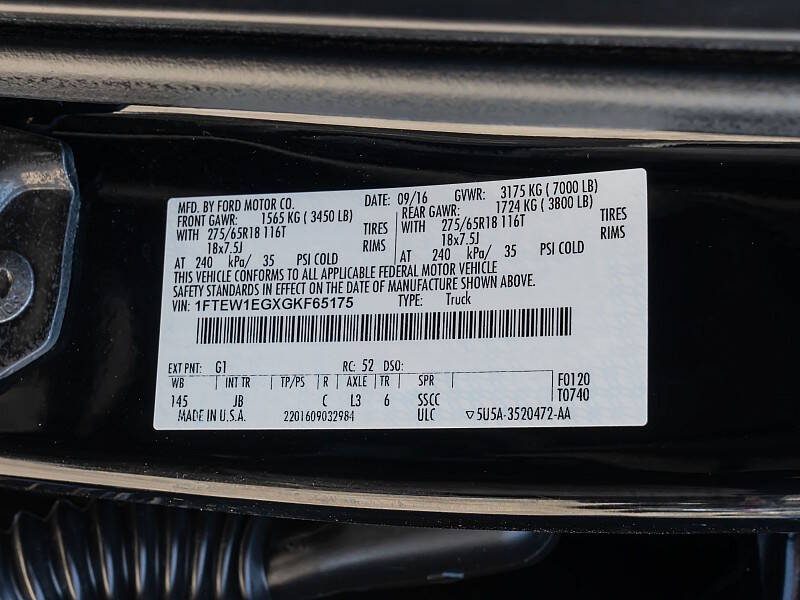 MFD. BY FORD MOTOR CO. DATE: 09/16 GVWR: 3175 KG ( 7000 LB)
FRONT GAWR: 1565 KG ( 3450 LB) REAR GAWR: 1724 KG ( 3800 LB)
WITH 275/65R18 116T TIRES WITH 275/65R18 116T TIRES
18x7.5J RIMS 18x7.5J RIMS
AT 240 kPa/ 35 PSI COLD AT 240 kPa/ 35 PSI COLD
THIS VEHICLE CONFORMS TO ALL APPLICABLE FEDERAL MOTOR VEHICLE
SAFETY STANDARDS IN EFFECT ON THE DATE OF MANUFACTURE SHOWN ABOVE.
VIN: 1FTEW1EGXGKF65175 TYPE: Truck
EXT PNT: G1 RC: 52 DSO:
WB INT TR TP/PS R AXLE TR SPR F0120
145 JB C L3 6 SSCC T0740
MADE IN U.S.A. 2201609032984 ULC ▽5U5A-3520472-AA